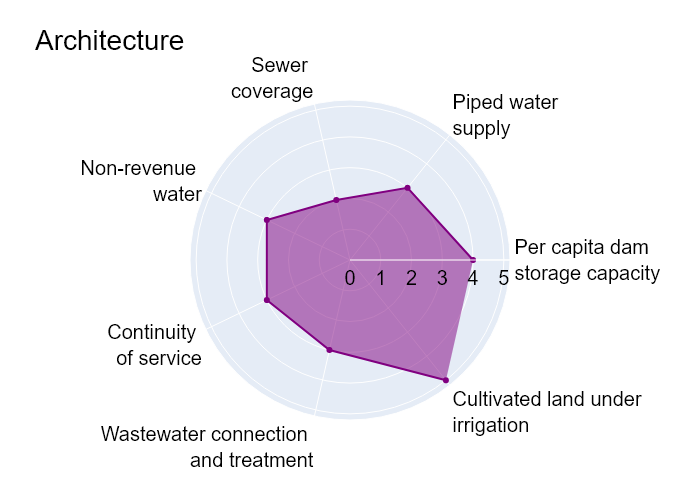 Architecture
Sewer
coverage
Piped water
supply
Non-revenue
water
Per capita dam
storage capacity
0 1 2 3 4 5
Continuity
of service
Cultivated land under
irrigation
Wastewater connection
and treatment